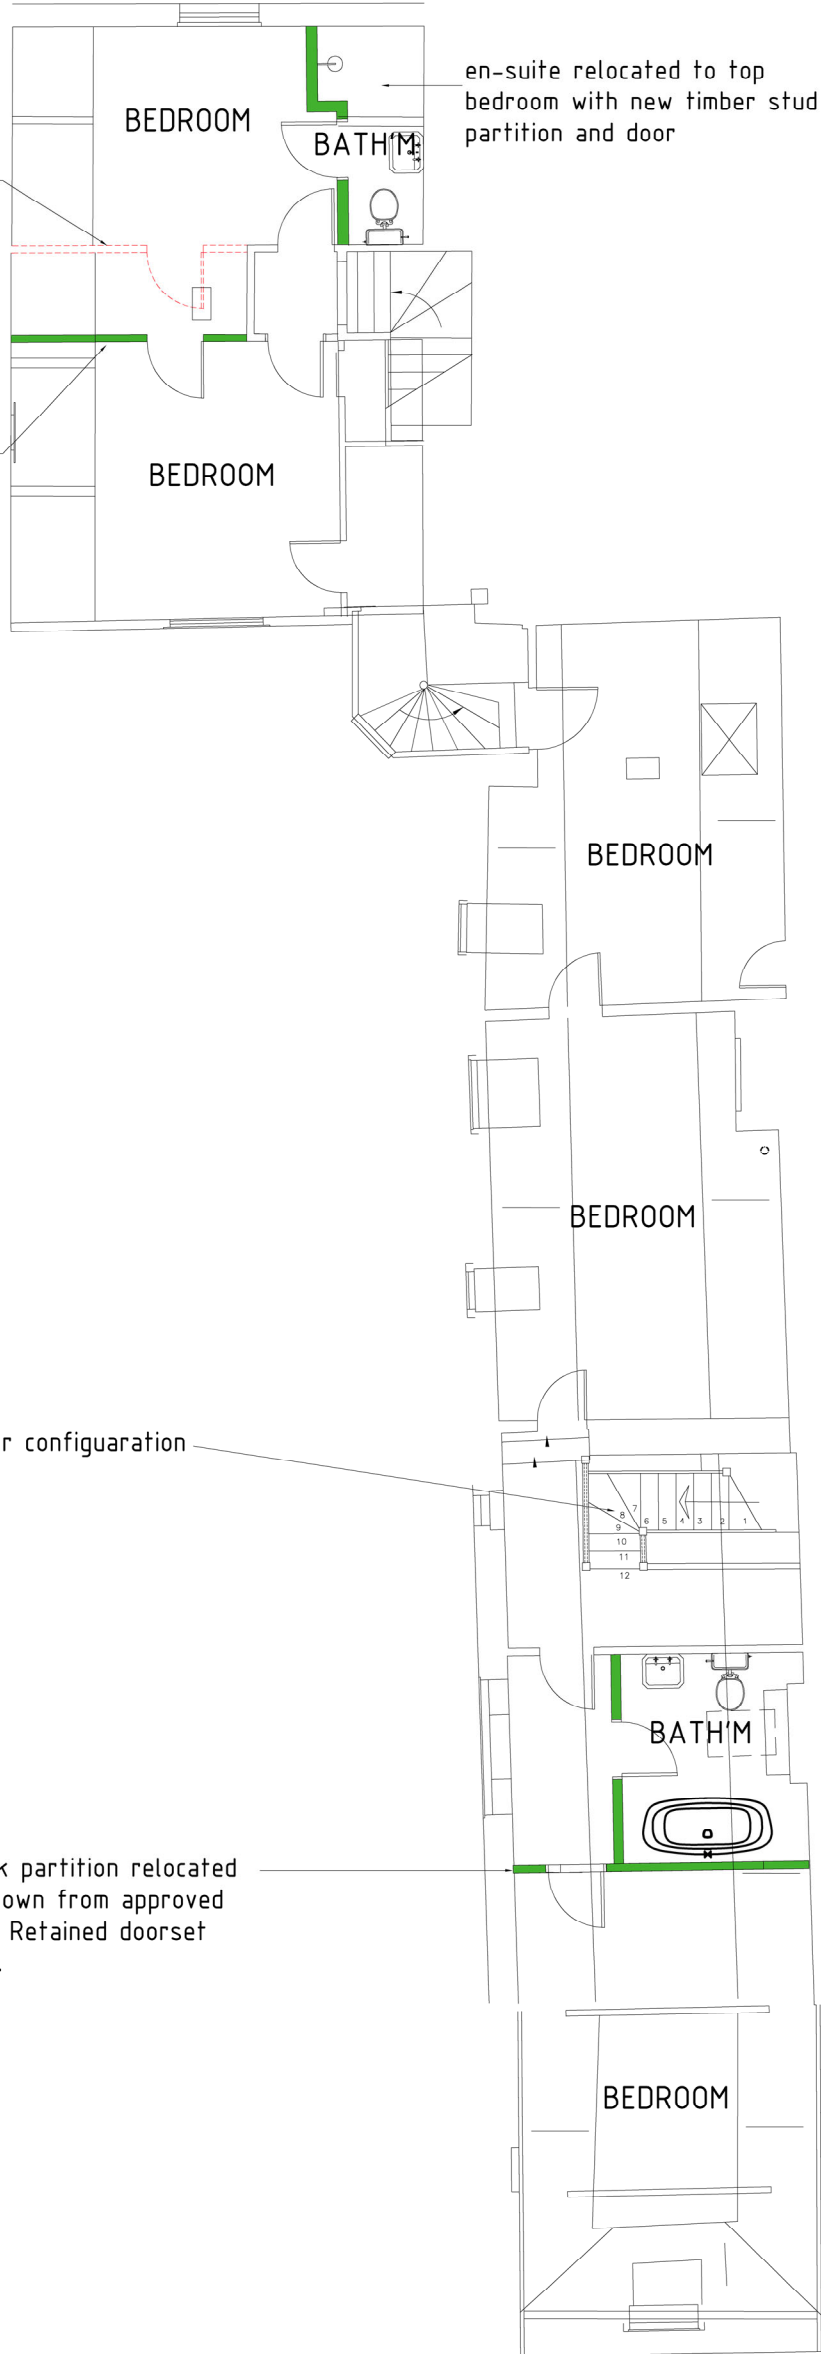 en-suite relocated to top
bedroom with new timber stud
partition and door
BEDROOM
BATH'M
BEDROOM
BEDROOM
BEDROOM
r configuaration
7
8
6 5 4 3 2 1
9
10
11
12
BATH'M
k partition relocated
own from approved
Retained doorset
BEDROOM